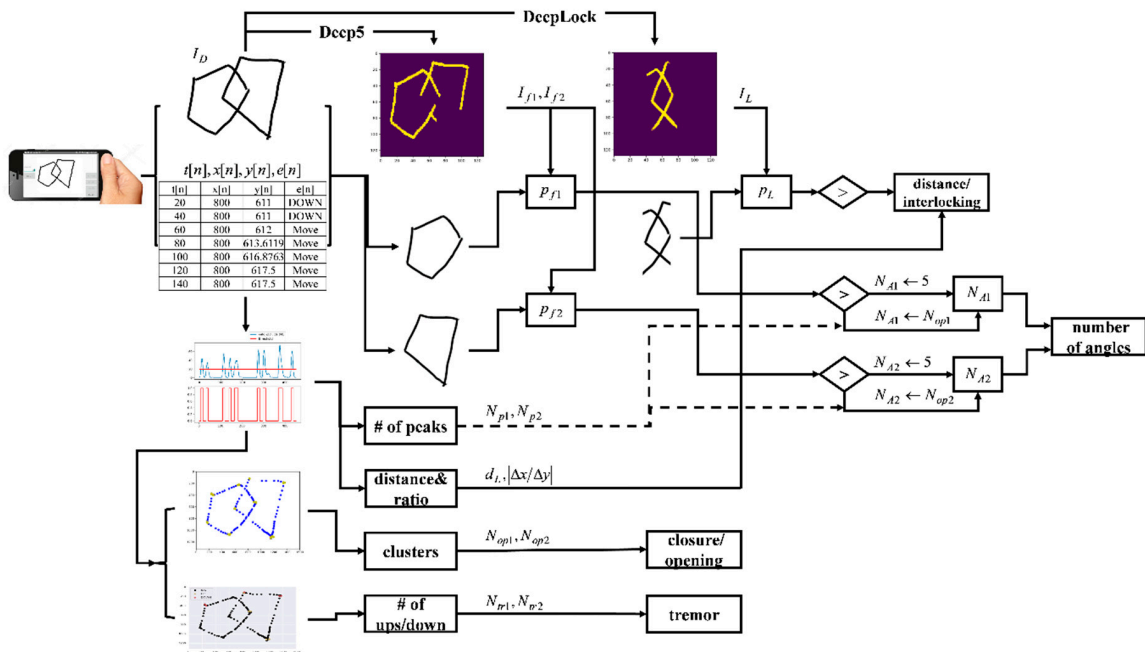 DeepLock
Deep5
I_D
I_f1, I_f2
I_L
t[n], x[n], y[n], e[n]
t[n] x[n] y[n] e[n]
20 800 611 DOWN
40 800 611 DOWN
60 800 612 Move
80 800 613.6119 Move
100 800 616.8763 Move
120 800 617.5 Move
140 800 617.5 Move
p_f1
p_L
>
distance/
interlocking
p_f2
>
N_A1 ← 5
N_A1
N_A1 ← N_op1
number
of angles
>
N_A2 ← 5
N_A2
N_A2 ← N_op2
# of peaks
N_p1, N_p2
distance&
ratio
d_L, |Δx/Δy|
clusters
N_op1, N_op2
closure/
opening
# of
ups/down
N_tr1, N_tr2
tremor